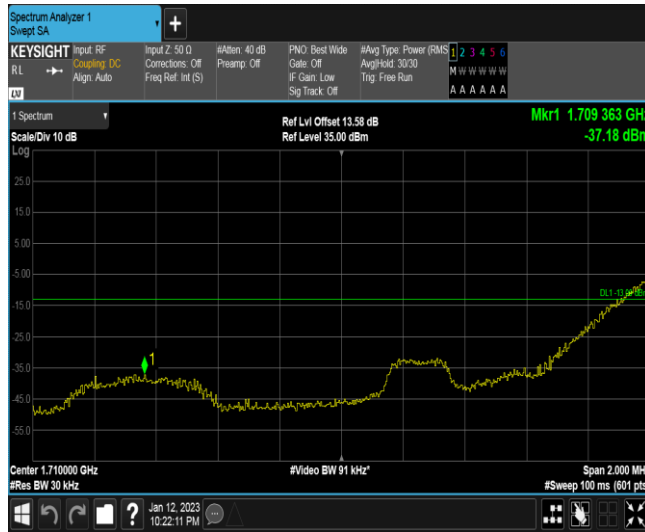 Spectrum Analyzer 1
Swept SA
+
KEYSIGHT Input: RF Input Z: 50 Ω #Atten: 40 dB PNO: Best Wide #Avg Type: Power (RMS 1 2 3 4 5 6
RL Coupling: DC Corrections: Off Preamp: Off Gate: Off Avg|Hold: 30/30 M W W W W W
Align: Auto Freq Ref: Int (S) IF Gain: Low Trig: Free Run
Sig Track: Off A A A A A A
LXI
1 Spectrum Ref Lvl Offset 13.58 dB Mkr1 1.709 363 GH
Scale/Div 10 dB Ref Level 35.00 dBm -37.18 dBm
Log
25.0
15.0
5.00
-5.00
DL1 -13.00 dBm
-15.0
-25.0
1
-35.0
-45.0
-55.0
Center 1.710000 GHz #Video BW 91 kHz* Span 2.000 MH
#Res BW 30 kHz #Sweep 100 ms (601 pts
? Jan 12, 2023
10:22:11 PM